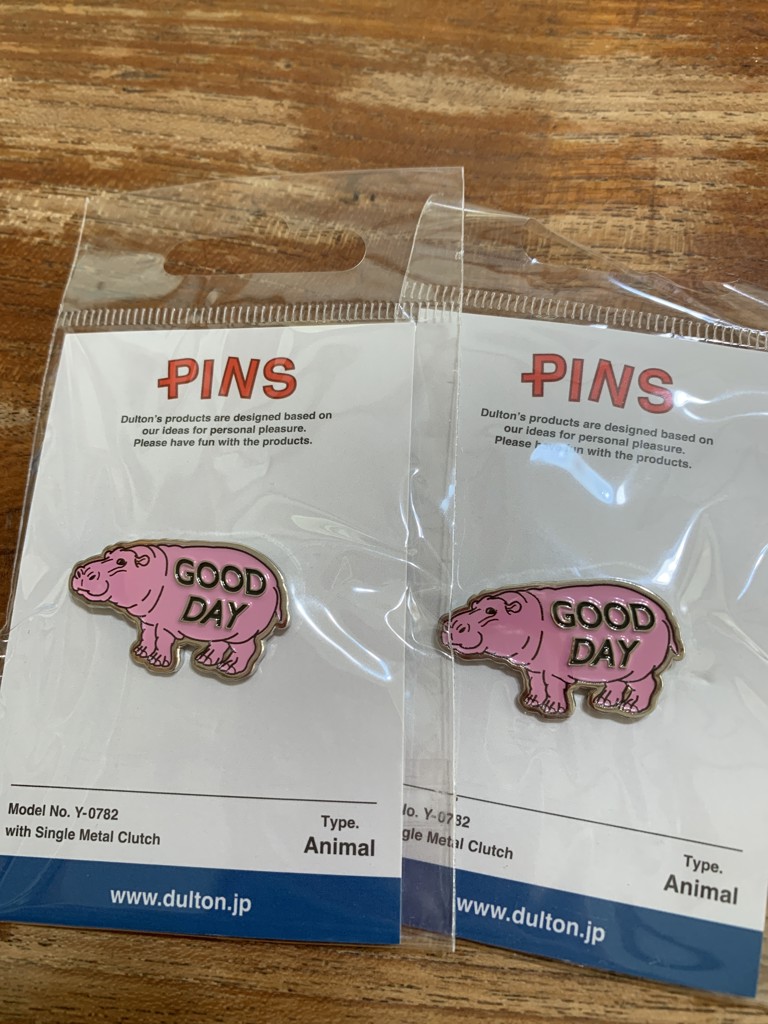 PINS
Dulton's products are designed based on
our ideas for personal pleasure.
Please have fun with the products.
GOOD
DAY
Model No. Y-0782
with Single Metal Clutch
Type.
Animal
www.dulton.jp
PINS
Dulton's products are designed based on
our ideas for personal pleasure.
Please have fun with the products.
GOOD
DAY
No. Y-0782
gle Metal Clutch
Type.
Animal
www.dulton.jp